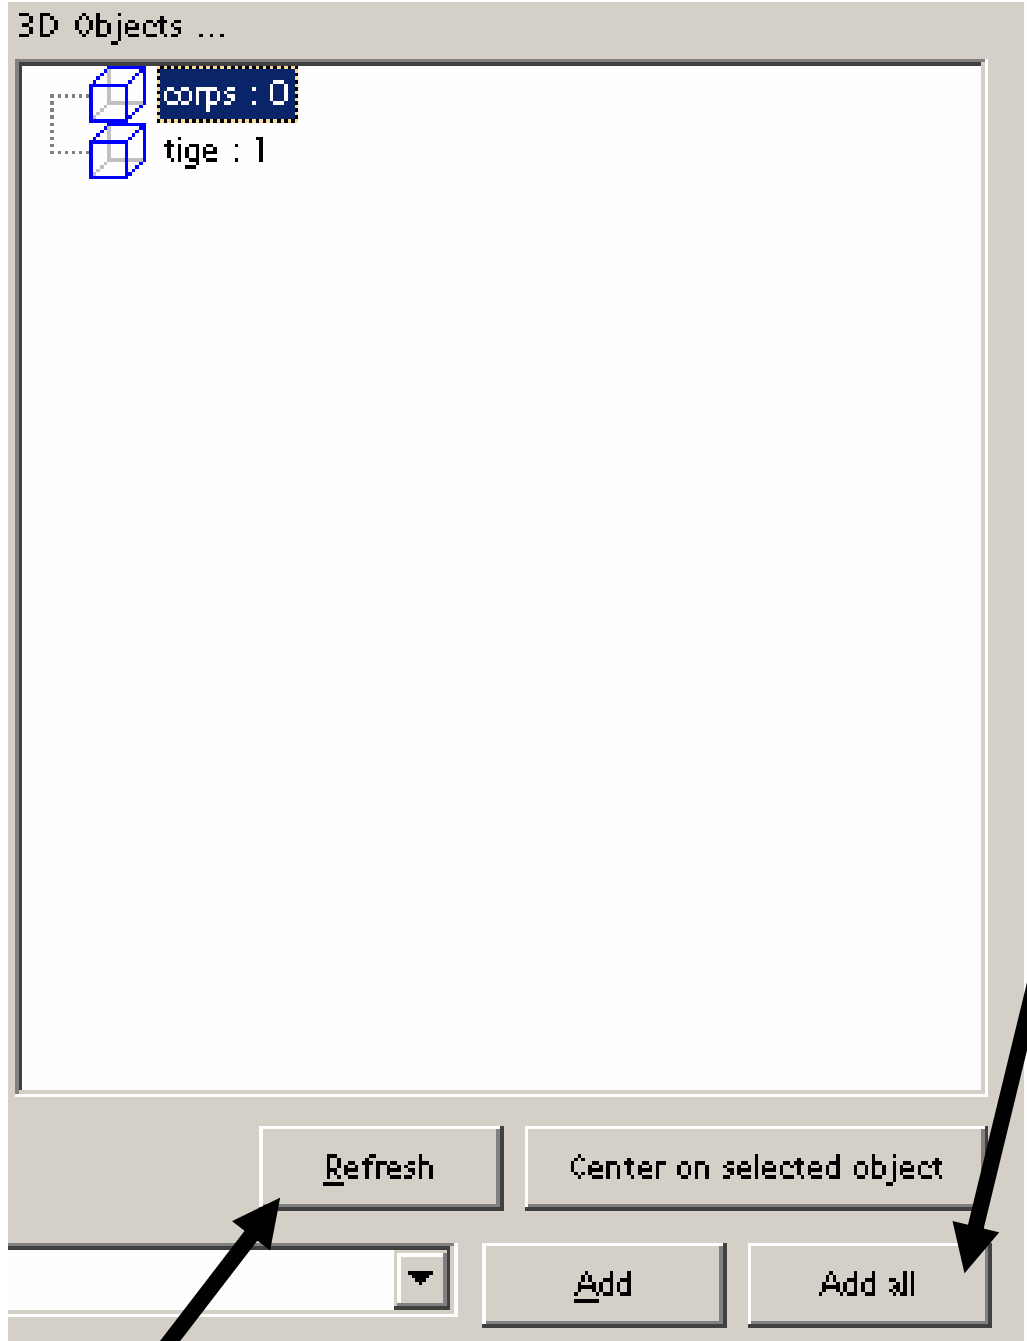 3D Objects ...
corps : 0
tige : 1
Refresh
Center on selected object
Add
Add all